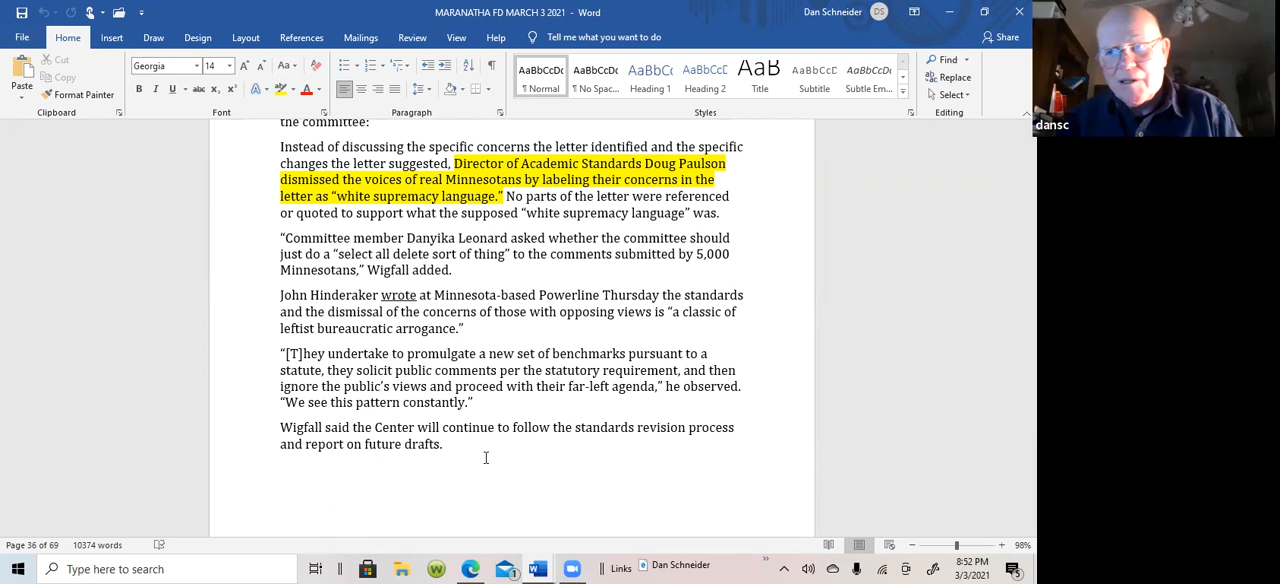 MARANATHA FD MARCH 3 2021 - Word
Dan Schneider
DS
File Home Insert Draw Design Layout References Mailings Review View Help Tell me what you want to do
Share
Paste
Cut
Copy
Format Painter
Georgia 14
AaBbCcDc AaBbCcDc AaBbCc AaBbCcD AaB AaBbCcD AaBbCcDc
¶ Normal ¶ No Spac... Heading 1 Heading 2 Title Subtitle Subtle Em...
Find
Replace
Select
Clipboard Font Paragraph Styles Editing
dansc
the committee:
Instead of discussing the specific concerns the letter identified and the specific
changes the letter suggested, Director of Academic Standards Doug Paulson
dismissed the voices of real Minnesotans by labeling their concerns in the
letter as “white supremacy language.” No parts of the letter were referenced
or quoted to support what the supposed “white supremacy language” was.
“Committee member Danyika Leonard asked whether the committee should
just do a “select all delete sort of thing” to the comments submitted by 5,000
Minnesotans,” Wigfall added.
John Hinderaker wrote at Minnesota-based Powerline Thursday the standards
and the dismissal of the concerns of those with opposing views is “a classic of
leftist bureaucratic arrogance.”
“[T]hey undertake to promulgate a new set of benchmarks pursuant to a
statute, they solicit public comments per the statutory requirement, and then
ignore the public’s views and proceed with their far-left agenda,” he observed.
“We see this pattern constantly.”
Wigfall said the Center will continue to follow the standards revision process
and report on future drafts.
Page 36 of 69 10374 words
98%
Type here to search
Links
Dan Schneider
8:52 PM
3/3/2021